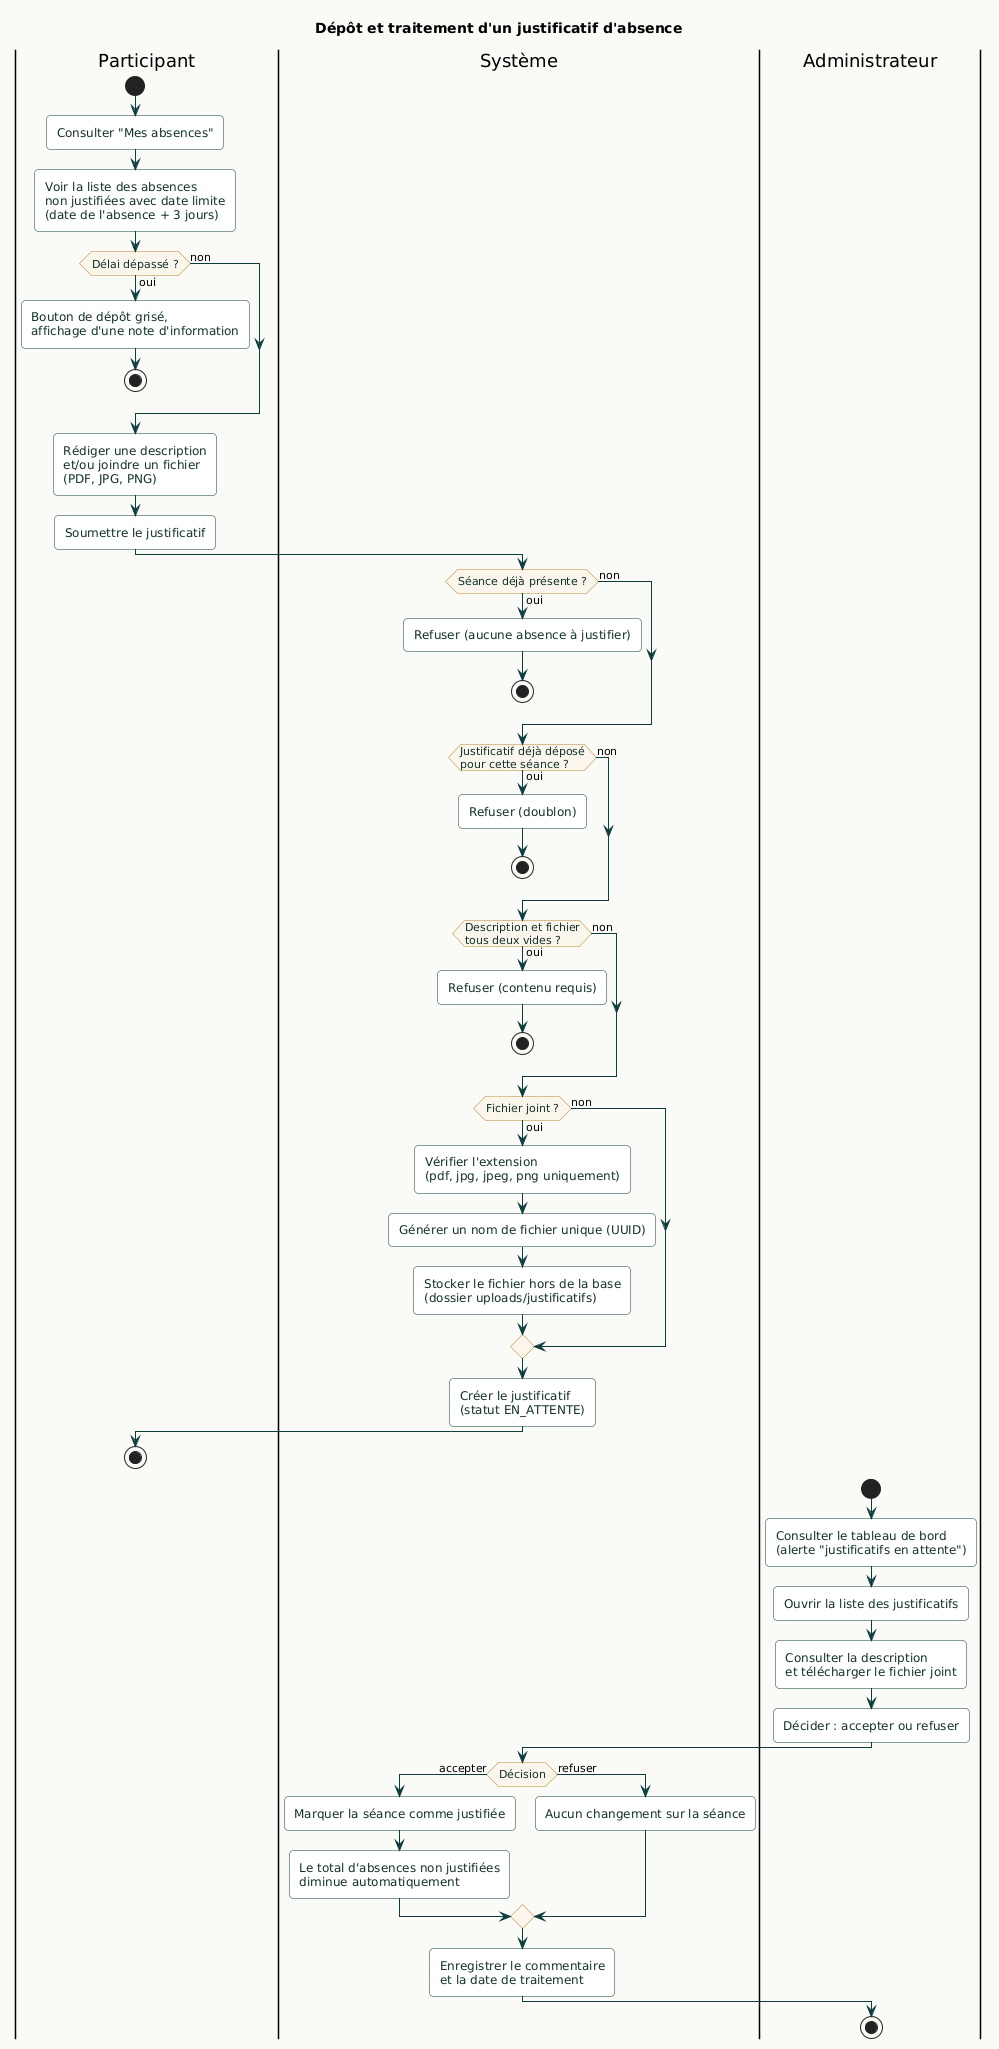 Dépôt et traitement d'un justificatif d'absence
Participant
Système
Administrateur
Consulter "Mes absences"
Voir la liste des absences
non justifiées avec date limite
(date de l'absence + 3 jours)
Délai dépassé ?
non
oui
Bouton de dépôt grisé,
affichage d'une note d'information
Rédiger une description
et/ou joindre un fichier
(PDF, JPG, PNG)
Soumettre le justificatif
Séance déjà présente ?
non
oui
Refuser (aucune absence à justifier)
Justificatif déjà déposé
pour cette séance ?
non
oui
Refuser (doublon)
Description et fichier
tous deux vides ?
non
oui
Refuser (contenu requis)
Fichier joint ?
non
oui
Vérifier l'extension
(pdf, jpg, jpeg, png uniquement)
Générer un nom de fichier unique (UUID)
Stocker le fichier hors de la base
(dossier uploads/justificatifs)
Créer le justificatif
(statut EN_ATTENTE)
Consulter le tableau de bord
(alerte "justificatifs en attente")
Ouvrir la liste des justificatifs
Consulter la description
et télécharger le fichier joint
Décider : accepter ou refuser
accepter
Décision
refuser
Marquer la séance comme justifiée
Aucun changement sur la séance
Le total d'absences non justifiées
diminue automatiquement
Enregistrer le commentaire
et la date de traitement